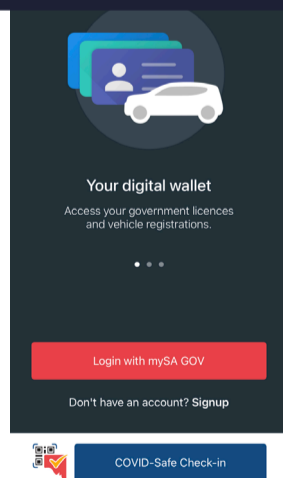 Your digital wallet
Access your government licences
and vehicle registrations.
Login with mySA GOV
Don't have an account? Signup
COVID-Safe Check-in